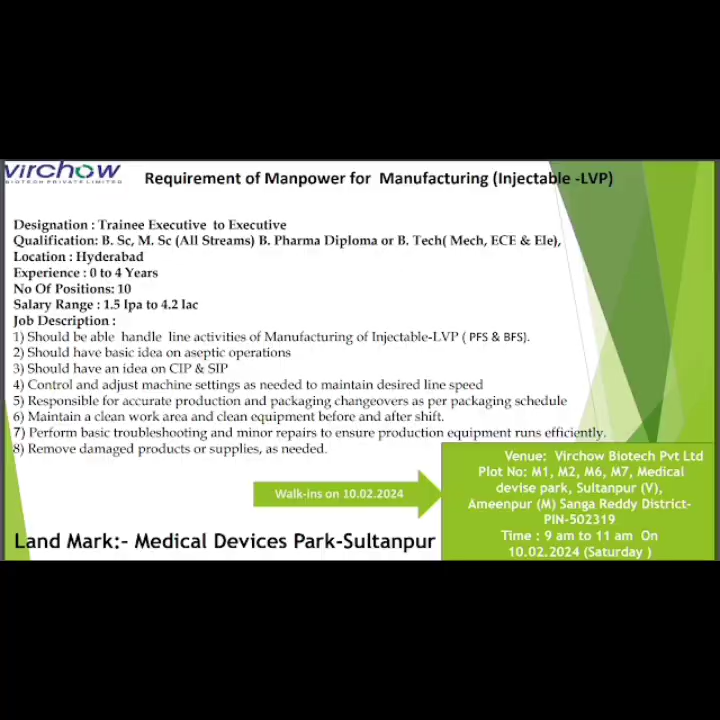 virchow
BIOTECH PRIVATE LIMITED
Requirement of Manpower for Manufacturing (Injectable -LVP)
Designation : Trainee Executive to Executive
Qualification: B. Sc, M. Sc (All Streams) B. Pharma Diploma or B. Tech( Mech, ECE & Ele),
Location : Hyderabad
Experience : 0 to 4 Years
No Of Positions: 10
Salary Range : 1.5 lpa to 4.2 lac
Job Description :
1) Should be able handle line activities of Manufacturing of Injectable-LVP ( PFS & BFS).
2) Should have basic idea on aseptic operations
3) Should have an idea on CIP & SIP
4) Control and adjust machine settings as needed to maintain desired line speed
5) Responsible for accurate production and packaging changeovers as per packaging schedule
6) Maintain a clean work area and clean equipment before and after shift.
7) Perform basic troubleshooting and minor repairs to ensure production equipment runs efficiently.
8) Remove damaged products or supplies, as needed.
Walk-ins on 10.02.2024
Venue: Virchow Biotech Pvt Ltd
Plot No: M1, M2, M6, M7, Medical
devise park, Sultanpur (V),
Ameenpur (M) Sanga Reddy District-
PIN-502319
Time : 9 am to 11 am On
10.02.2024 (Saturday )
Land Mark:- Medical Devices Park-Sultanpur